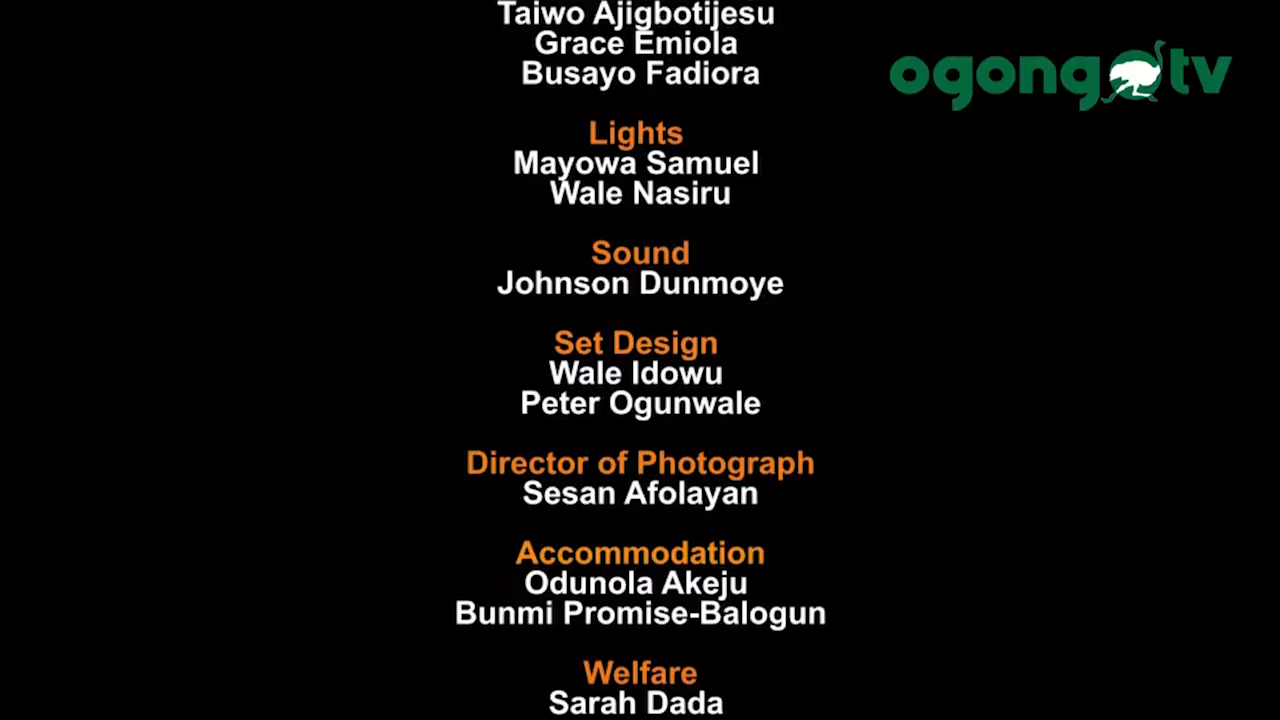 Taiwo Ajigbotijesu
Grace Emiola
Busayo Fadiora
ogongotv
Lights
Mayowa Samuel
Wale Nasiru
Sound
Johnson Dunmoye
Set Design
Wale Idowu
Peter Ogunwale
Director of Photograph
Sesan Afolayan
Accommodation
Odunola Akeju
Bunmi Promise-Balogun
Welfare
Sarah Dada